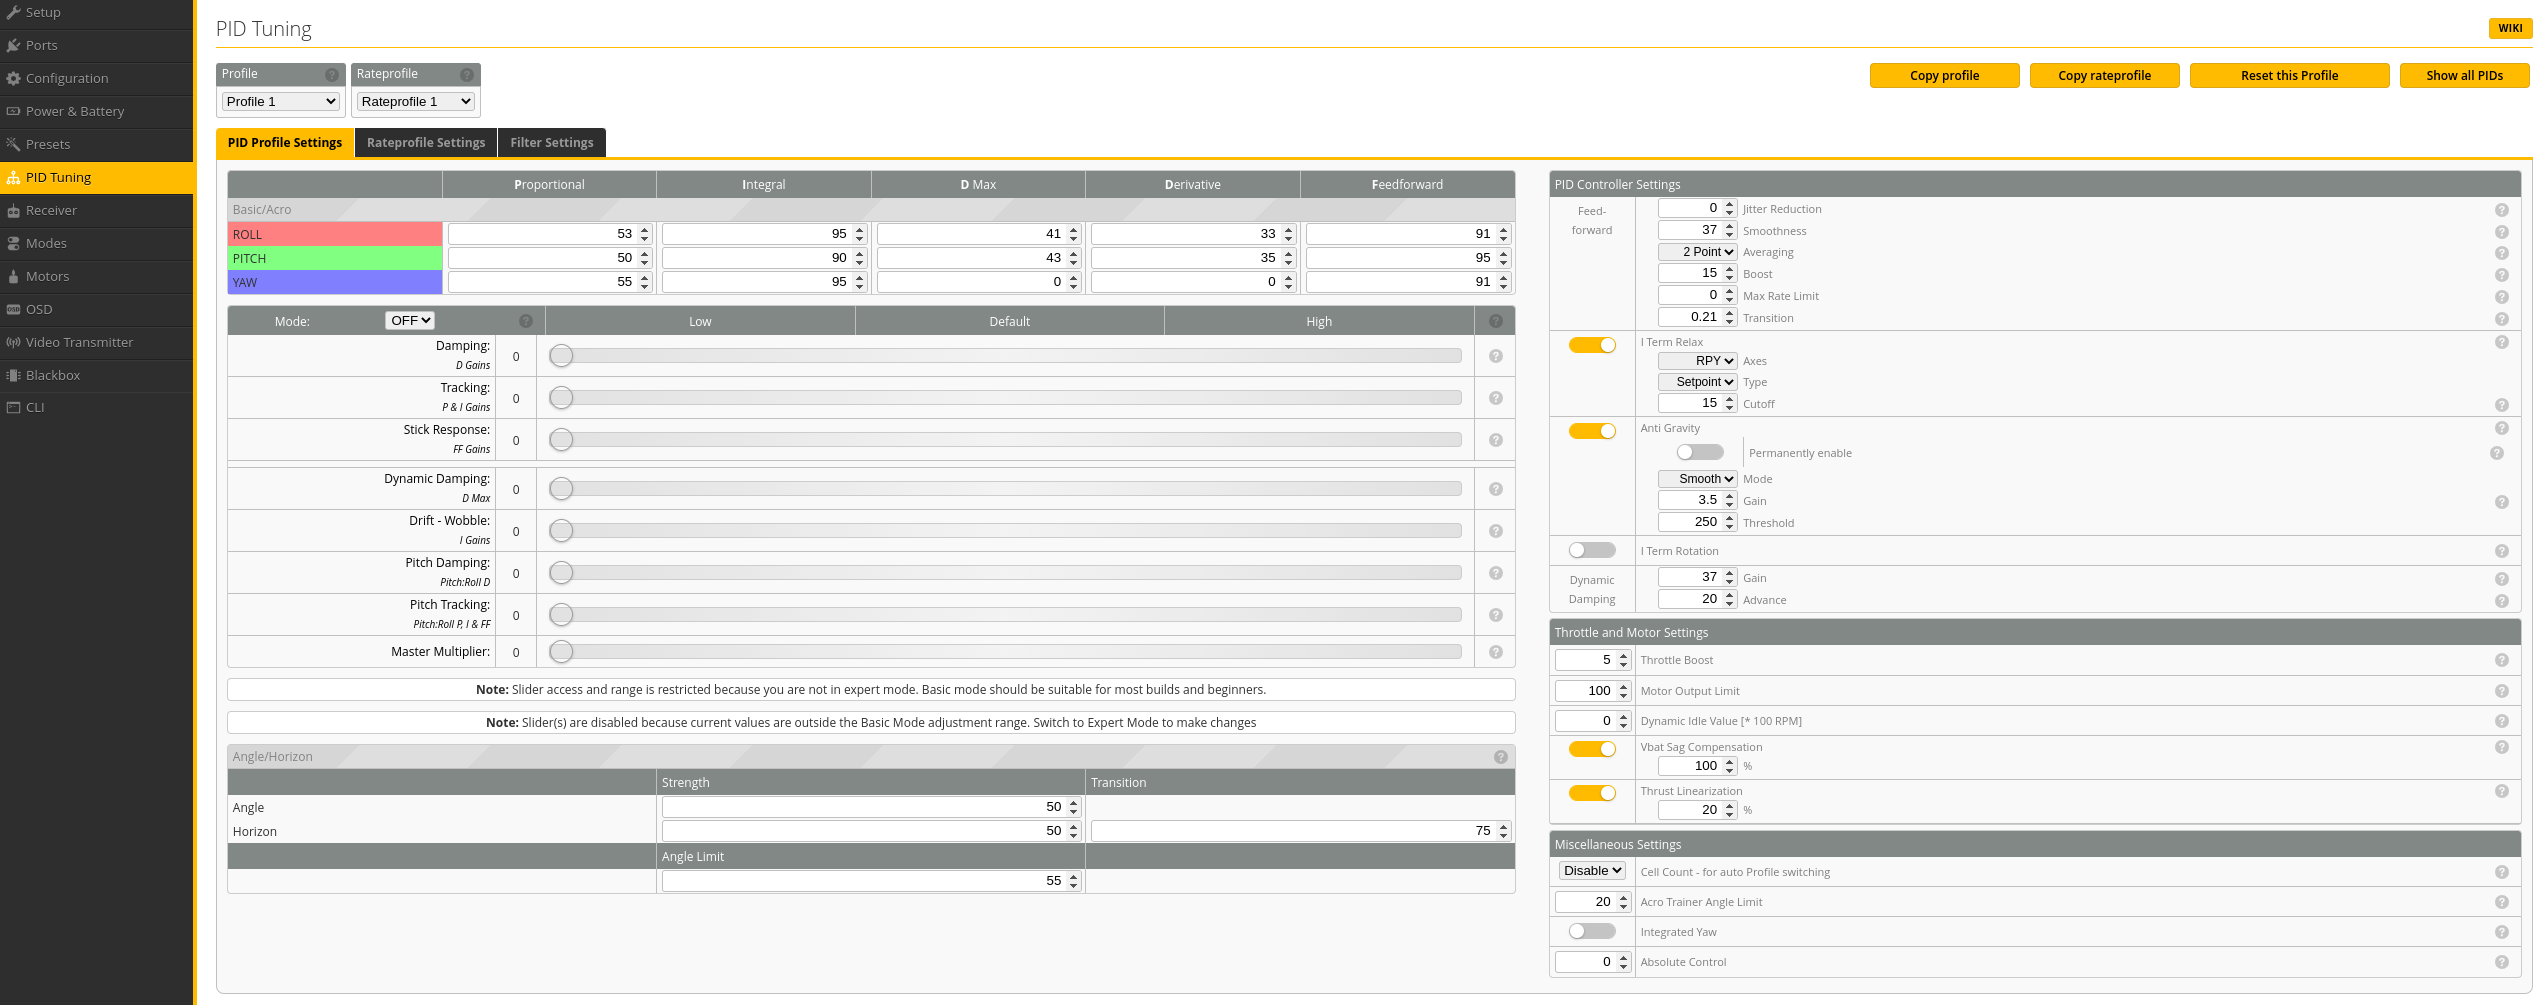 Setup
Ports
Configuration
Power & Battery
Presets
PID Tuning
Receiver
Modes
Motors
OSD
Video Transmitter
Blackbox
CLI
PID Tuning
WIKI
Profile ?
Rateprofile ?
Profile 1
Rateprofile 1
Copy profile
Copy rateprofile
Reset this Profile
Show all PIDs
PID Profile Settings
Rateprofile Settings
Filter Settings
Proportional Integral D Max Derivative Feedforward
Basic/Acro
ROLL 53 95 41 33 91
PITCH 50 90 43 35 95
YAW 55 95 0 0 91
Mode: OFF ? Low Default High ?
Damping:
D Gains
0 ?
Tracking:
P & I Gains
0 ?
Stick Response:
FF Gains
0 ?
Dynamic Damping:
D Max
0 ?
Drift - Wobble:
I Gains
0 ?
Pitch Damping:
Pitch:Roll D
0 ?
Pitch Tracking:
Pitch:Roll P, I & FF
0 ?
Master Multiplier: 0 ?
Note: Slider access and range is restricted because you are not in expert mode. Basic mode should be suitable for most builds and beginners.
Note: Slider(s) are disabled because current values are outside the Basic Mode adjustment range. Switch to Expert Mode to make changes
Angle/Horizon ?
Strength Transition
Angle 50
Horizon 50 75
Angle Limit
55
PID Controller Settings
Feed-
forward
0 Jitter Reduction ?
37 Smoothness ?
2 Point Averaging ?
15 Boost ?
0 Max Rate Limit ?
0.21 Transition ?
I Term Relax ?
RPY Axes
Setpoint Type
15 Cutoff ?
Anti Gravity ?
Permanently enable ?
Smooth Mode
3.5 Gain ?
250 Threshold
I Term Rotation ?
Dynamic
Damping
37 Gain ?
20 Advance ?
Throttle and Motor Settings
5 Throttle Boost ?
100 Motor Output Limit ?
0 Dynamic Idle Value [* 100 RPM] ?
Vbat Sag Compensation ?
100 %
Thrust Linearization ?
20 %
Miscellaneous Settings
Disable Cell Count - for auto Profile switching ?
20 Acro Trainer Angle Limit ?
Integrated Yaw ?
0 Absolute Control ?